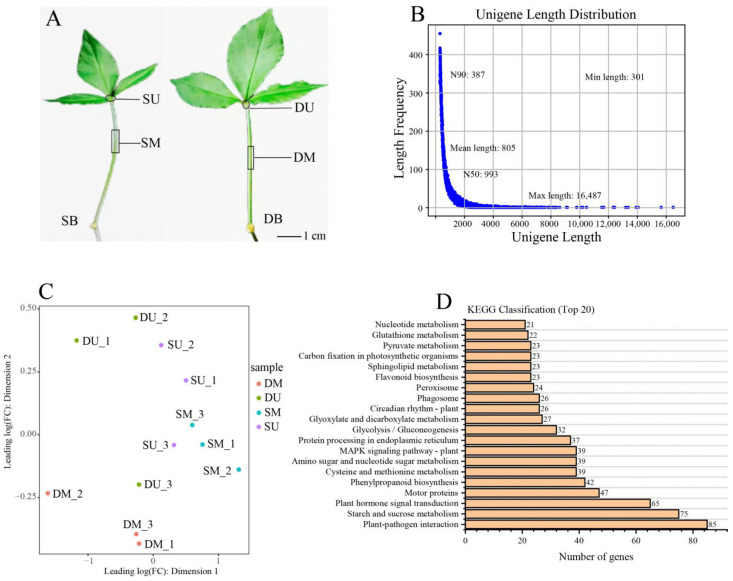 A
SU
SM
SB
DU
DM
DB
1 cm
B
Unigene Length Distribution
N90: 387
Min length: 301
Mean length: 805
N50: 993
Max length: 16,487
400
300
200
100
0
Length Frequency
2000 4000 6000 8000 10,000 12,000 14,000 16,000
Unigene Length
C
0.50
0.25
0.00
−0.25
Leading log(FC): Dimension 2
DU_2
DU_1
SU_2
SU_1
SM_3
SU_3
SM_1
SM_2
DU_3
DM_2
DM_3
DM_1
−1 0 1
Leading log(FC): Dimension 1
sample
DM
DU
SM
SU
D
KEGG Classification (Top 20)
Nucleotide metabolism 21
Glutathione metabolism 22
Pyruvate metabolism 23
Carbon fixation in photosynthetic organisms 23
Sphingolipid metabolism 23
Flavonoid biosynthesis 23
Peroxisome 24
Phagosome 26
Circadian rhythm - plant 26
Glyoxylate and dicarboxylate metabolism 27
Glycolysis / Gluconeogenesis 32
Protein processing in endoplasmic reticulum 37
MAPK signaling pathway - plant 39
Amino sugar and nucleotide sugar metabolism 39
Cysteine and methionine metabolism 39
Phenylpropanoid biosynthesis 42
Motor proteins 47
Plant hormone signal transduction 65
Starch and sucrose metabolism 75
Plant-pathogen interaction 85
0 20 40 60 80
Number of genes